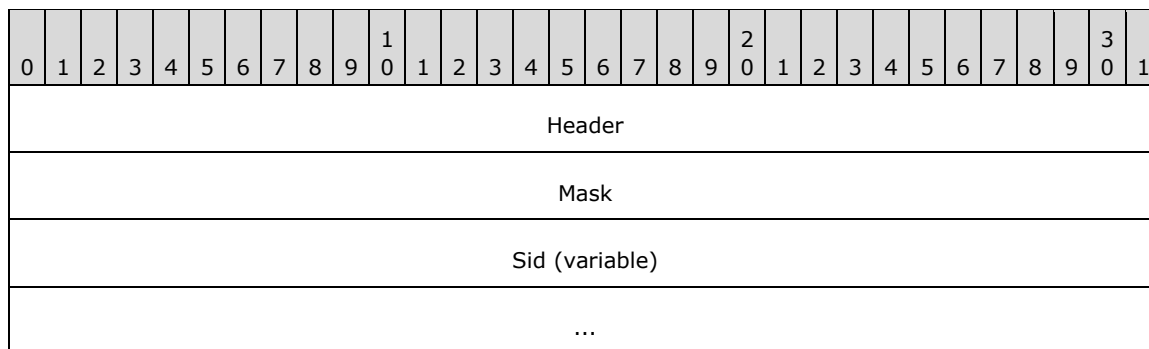 1 2 3
0 1 2 3 4 5 6 7 8 9 0 1 2 3 4 5 6 7 8 9 0 1 2 3 4 5 6 7 8 9 0 1
Header
Mask
Sid (variable)
...